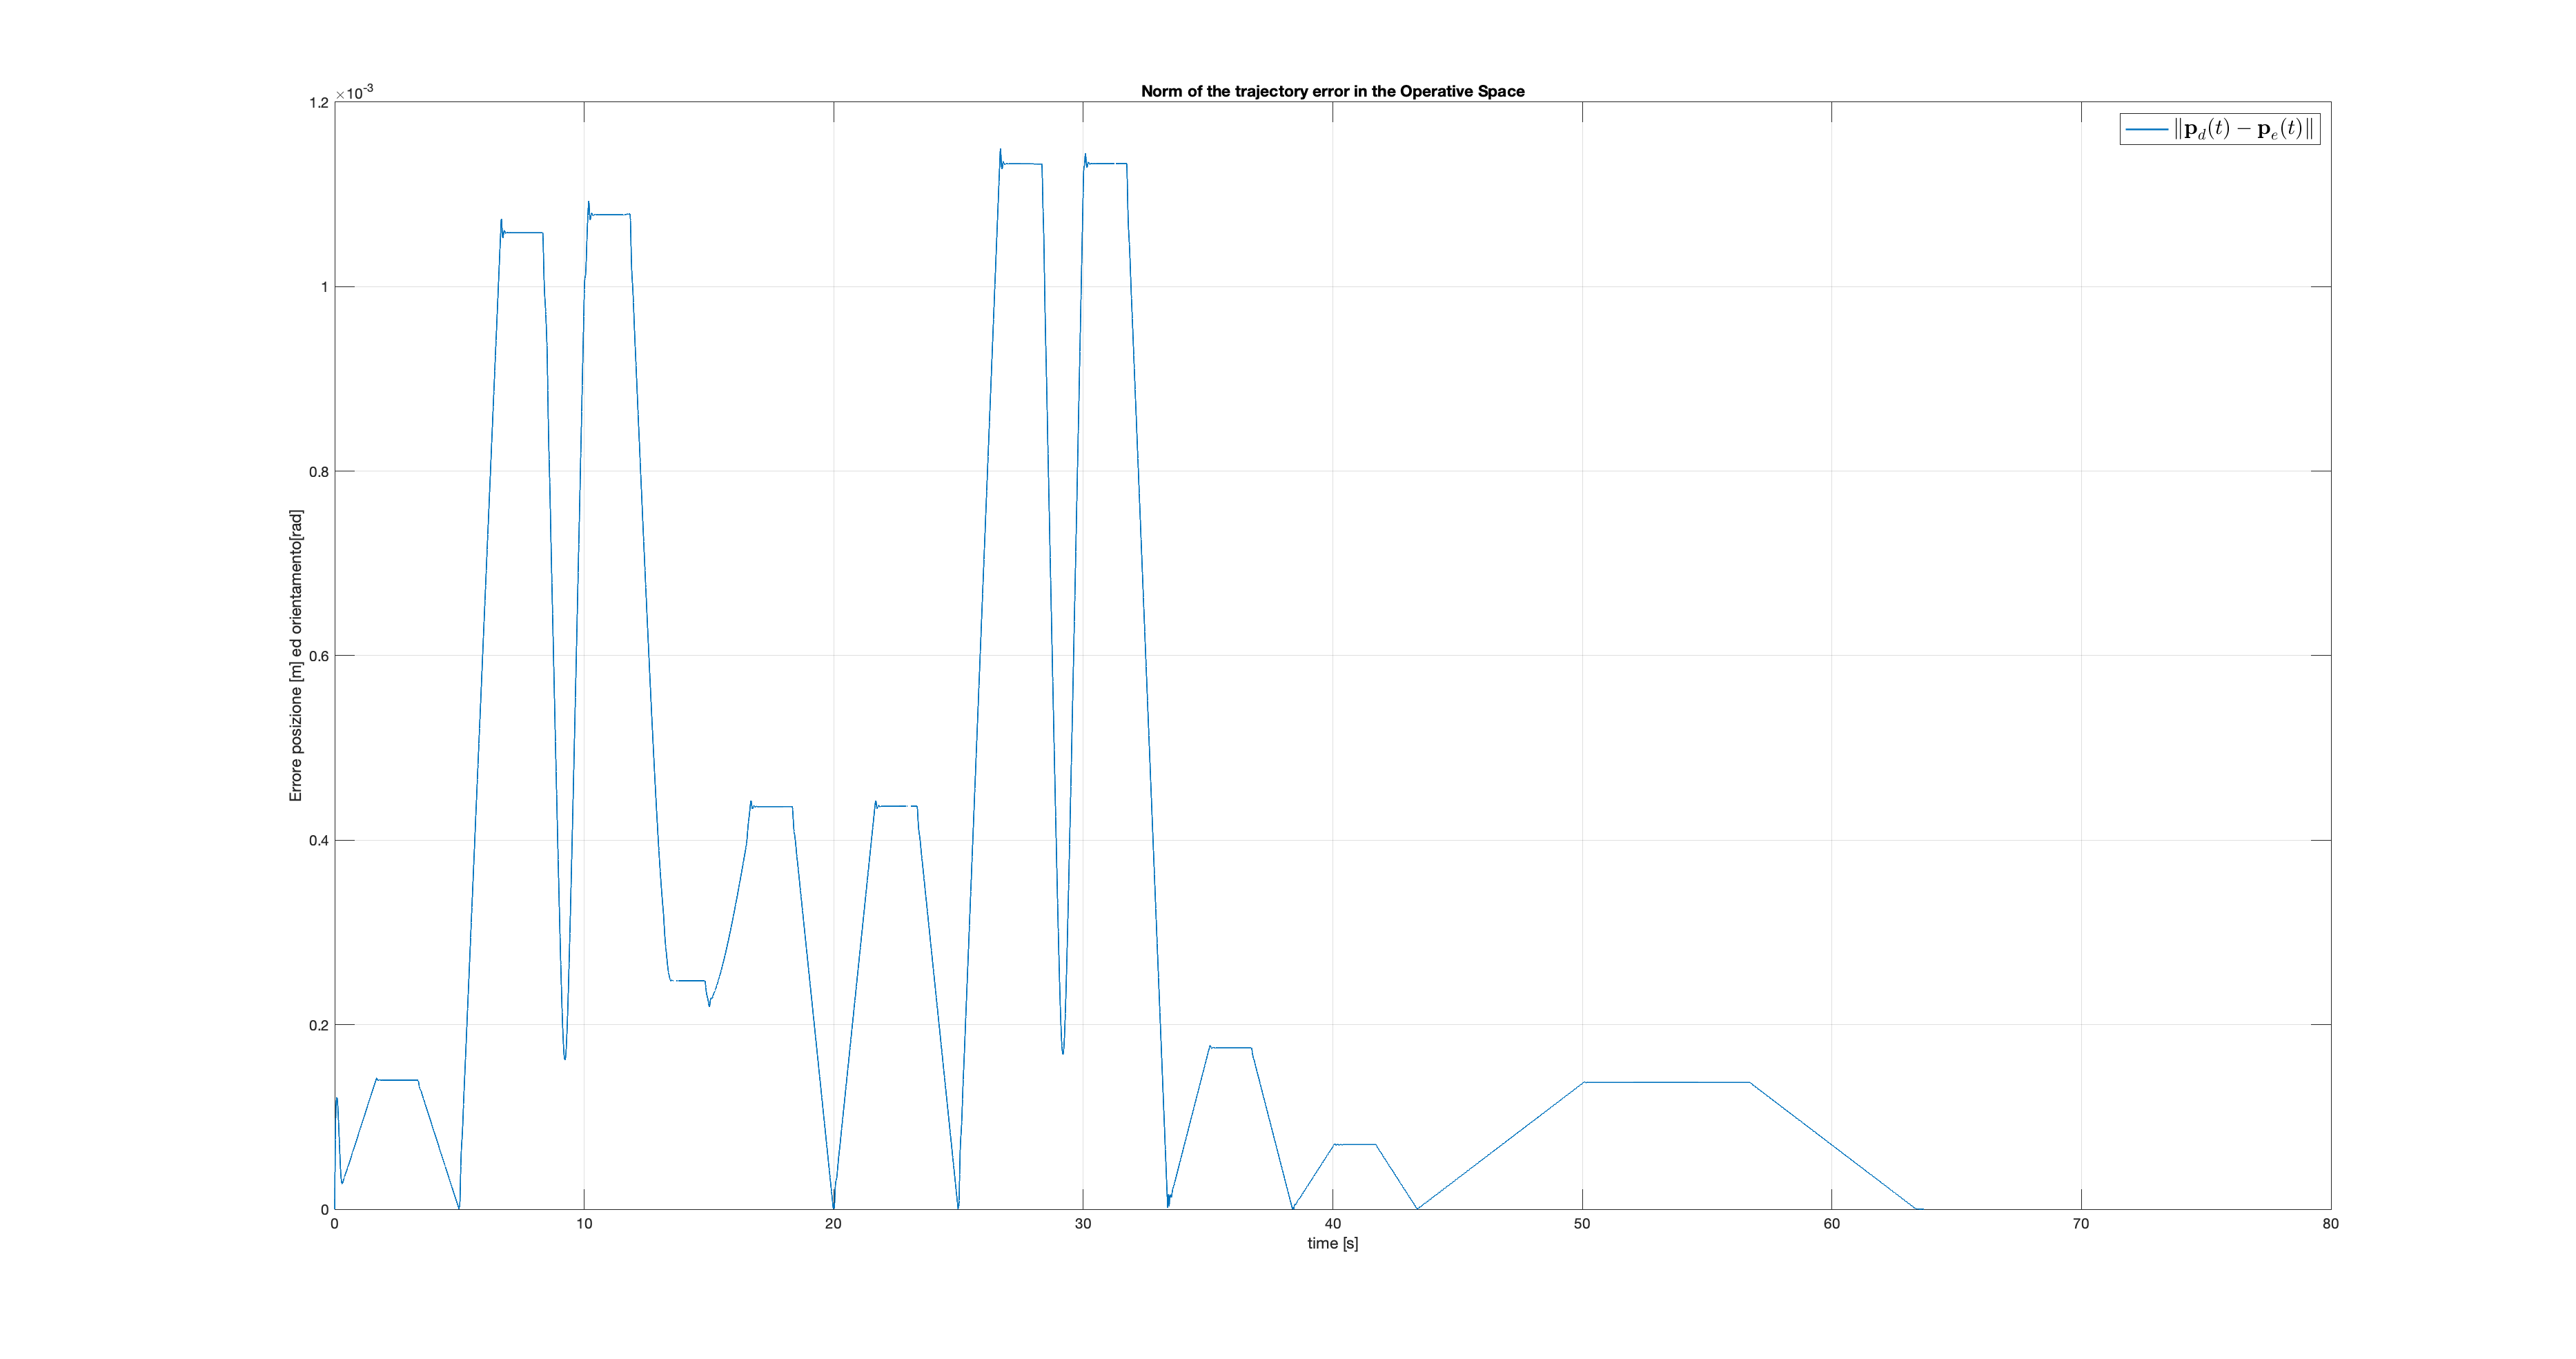 Norm of the trajectory error in the Operative Space
×10-3
1.2
1
0.8
0.6
0.4
0.2
0
Errore posizione [m] ed orientamento[rad]
‖p_d(t) − p_e(t)‖
0 10 20 30 40 50 60 70 80
time [s]